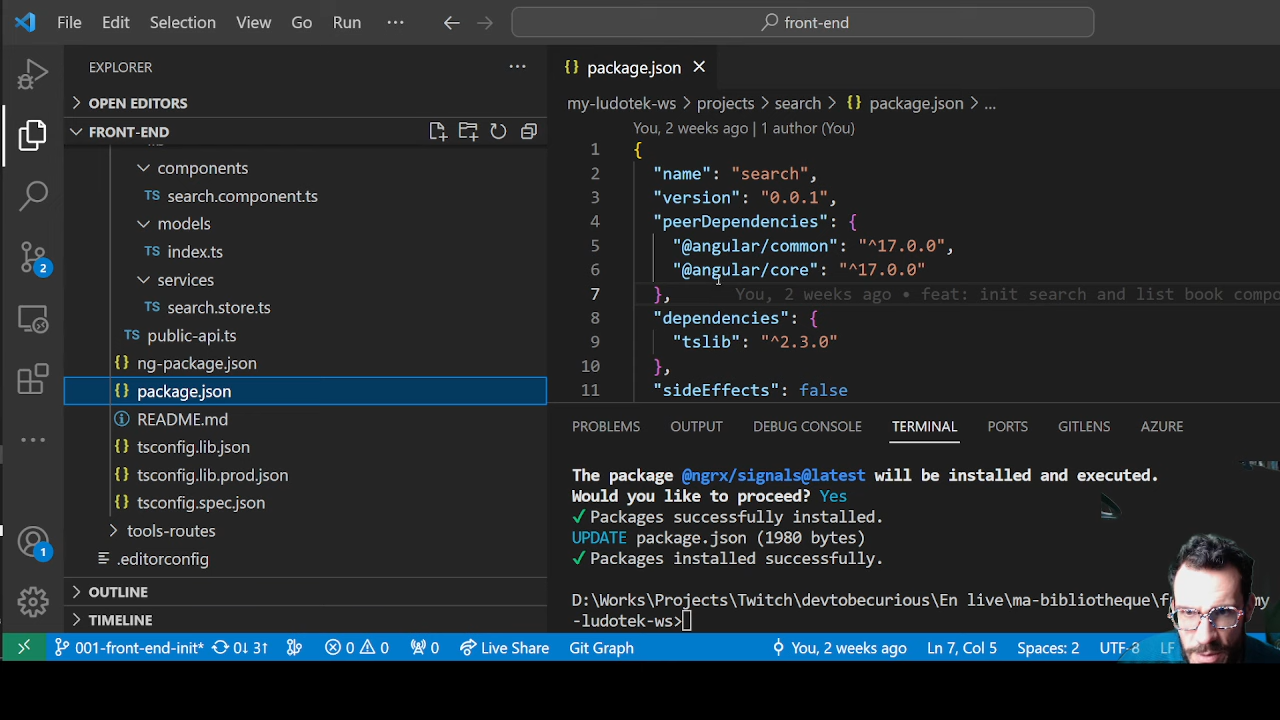 File Edit Selection View Go Run ··· front-end
EXPLORER ···
OPEN EDITORS
FRONT-END
components
TS search.component.ts
models
TS index.ts
services
TS search.store.ts
TS public-api.ts
{} ng-package.json
{} package.json
README.md
{} tsconfig.lib.json
{} tsconfig.lib.prod.json
{} tsconfig.spec.json
tools-routes
.editorconfig
OUTLINE
TIMELINE
2
1
{} package.json
my-ludotek-ws > projects > search > {} package.json > ...
You, 2 weeks ago | 1 author (You)
1 {
2 "name": "search",
3 "version": "0.0.1",
4 "peerDependencies": {
5 "@angular/common": "^17.0.0",
6 "@angular/core": "^17.0.0"
7 }, You, 2 weeks ago • feat: init search and list book compo
8 "dependencies": {
9 "tslib": "^2.3.0"
10 },
11 "sideEffects": false
PROBLEMS OUTPUT DEBUG CONSOLE TERMINAL PORTS GITLENS AZURE
The package @ngrx/signals@latest will be installed and executed.
Would you like to proceed? Yes
✓ Packages successfully installed.
UPDATE package.json (1980 bytes)
✓ Packages installed successfully.
D:\Works\Projects\Twitch\devtobecurious\En live\ma-bibliotheque\f my
-ludotek-ws>
001-front-end-init* 0↓ 3↑ 0 0 0 Live Share Git Graph You, 2 weeks ago Ln 7, Col 5 Spaces: 2 UTF-8 LF